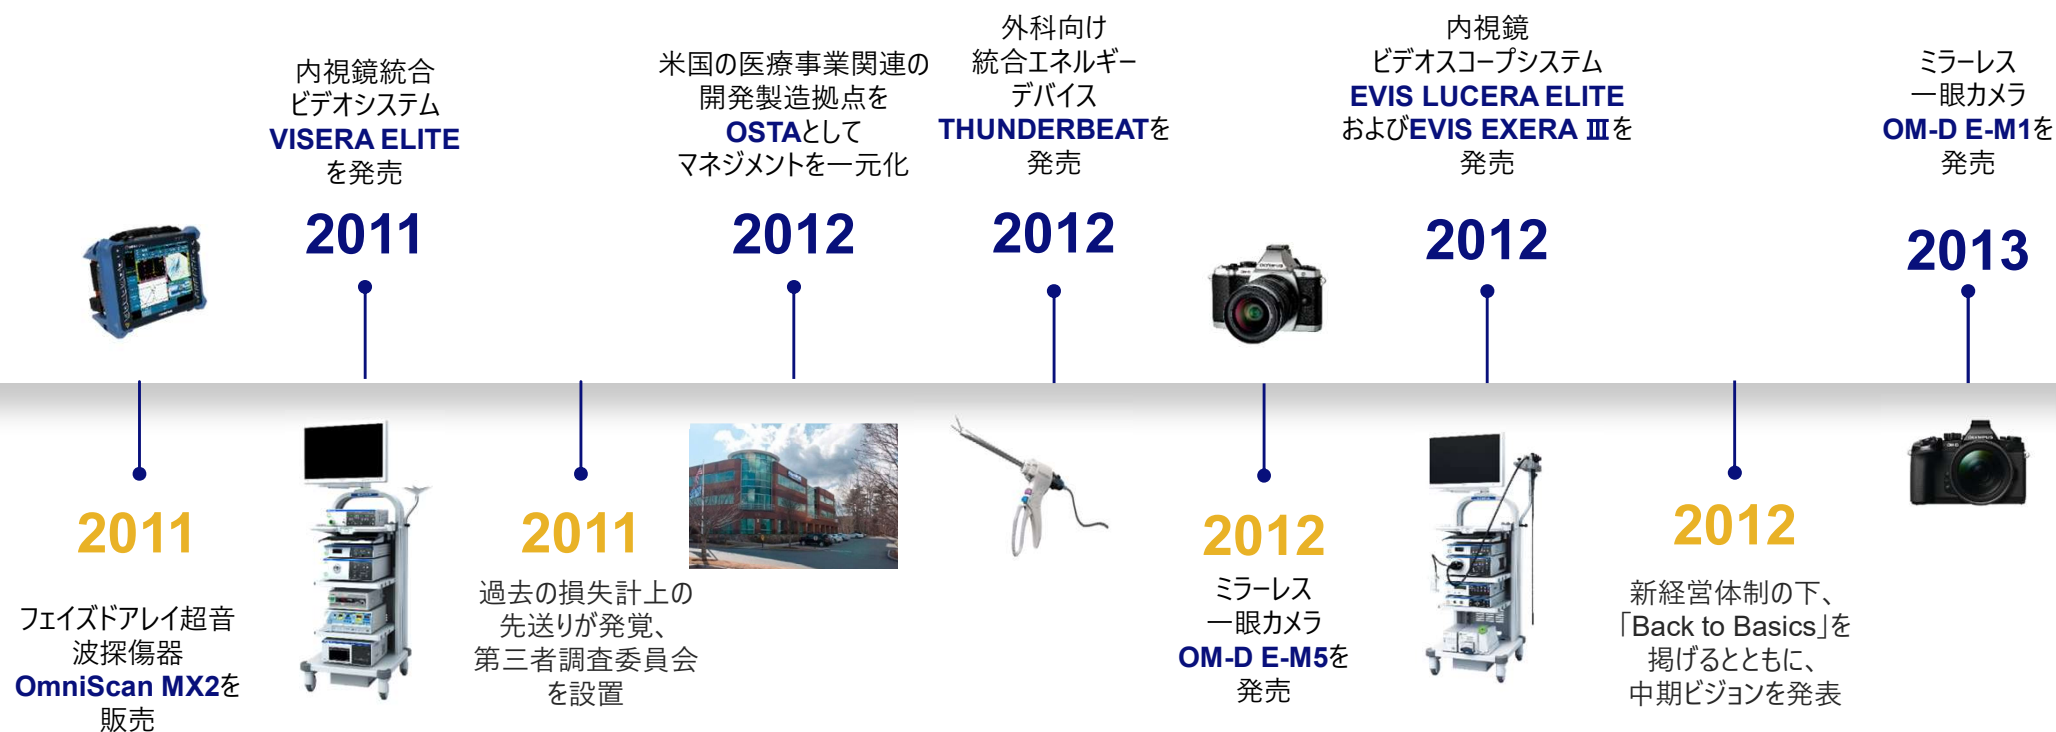 フェイズドアレイ超音
波探傷器
OmniScan MX2を
販売
2011
内視鏡統合
ビデオシステム
VISERA ELITE
を発売
2011
2011
過去の損失計上の
先送りが発覚、
第三者調査委員会
を設置
米国の医療事業関連の
開発製造拠点を
OSTAとして
マネジメントを一元化
2012
外科向け
統合エネルギー
デバイス
THUNDERBEATを
発売
2012
2012
ミラーレス
一眼カメラ
OM-D E-M5を
発売
内視鏡
ビデオスコープシステム
EVIS LUCERA ELITE
およびEVIS EXERA Ⅲを
発売
2012
2012
新経営体制の下、
「Back to Basics」を
掲げるとともに、
中期ビジョンを発表
ミラーレス
一眼カメラ
OM-D E-M1を
発売
2013
OLYMPUS
OLYMPUS